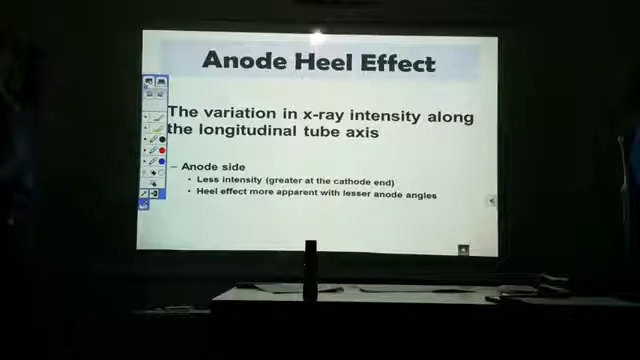 Anode Heel Effect
The variation in x-ray intensity along
the longitudinal tube axis
– Anode side
• Less intensity (greater at the cathode end)
• Heel effect more apparent with lesser anode angles